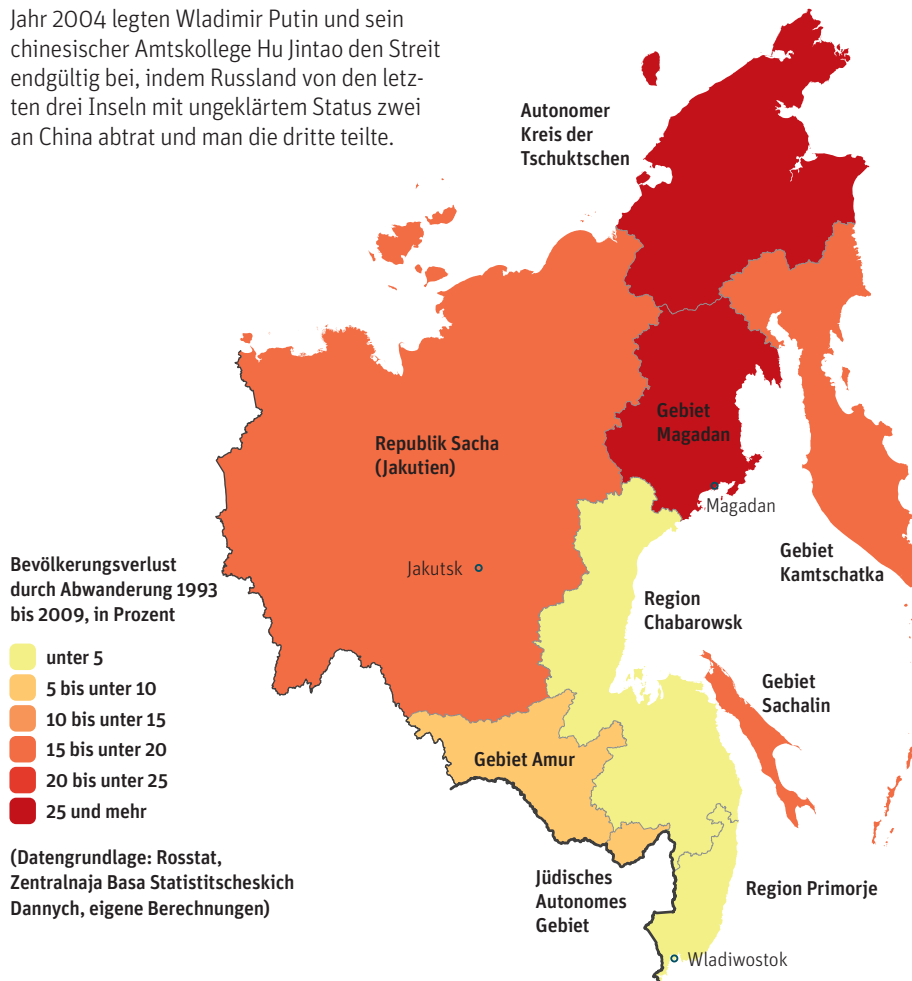 Jahr 2004 legten Wladimir Putin und sein
chinesischer Amtskollege Hu Jintao den Streit
endgültig bei, indem Russland von den letz-
ten drei Inseln mit ungeklärtem Status zwei
an China abtrat und man die dritte teilte.
Autonomer
Kreis der
Tschuktschen
Gebiet
Magadan
Republik Sacha
(Jakutien)
Magadan
Gebiet
Kamtschatka
Jakutsk
Region
Chabarowsk
Gebiet
Sachalin
Gebiet Amur
Jüdisches
Autonomes
Gebiet
Region Primorje
Wladiwostok
Bevölkerungsverlust
durch Abwanderung 1993
bis 2009, in Prozent
unter 5
5 bis unter 10
10 bis unter 15
15 bis unter 20
20 bis unter 25
25 und mehr
(Datengrundlage: Rosstat,
Zentralnaja Basa Statistitscheskich
Dannych, eigene Berechnungen)